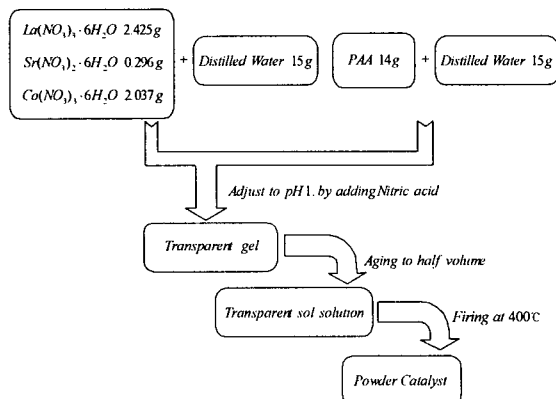 La(NO3)3 · 6H2O 2.425g
Sr(NO3)2 · 6H2O 0.296g
Co(NO3)3 · 6H2O 2.037g
+
Distilled Water 15g
PAA 14g
+
Distilled Water 15g
Adjust to pH1. by adding Nitric acid
Transparent gel
Aging to half volume
Transparent sol solution
Firing at 400℃
Powder Catalyst